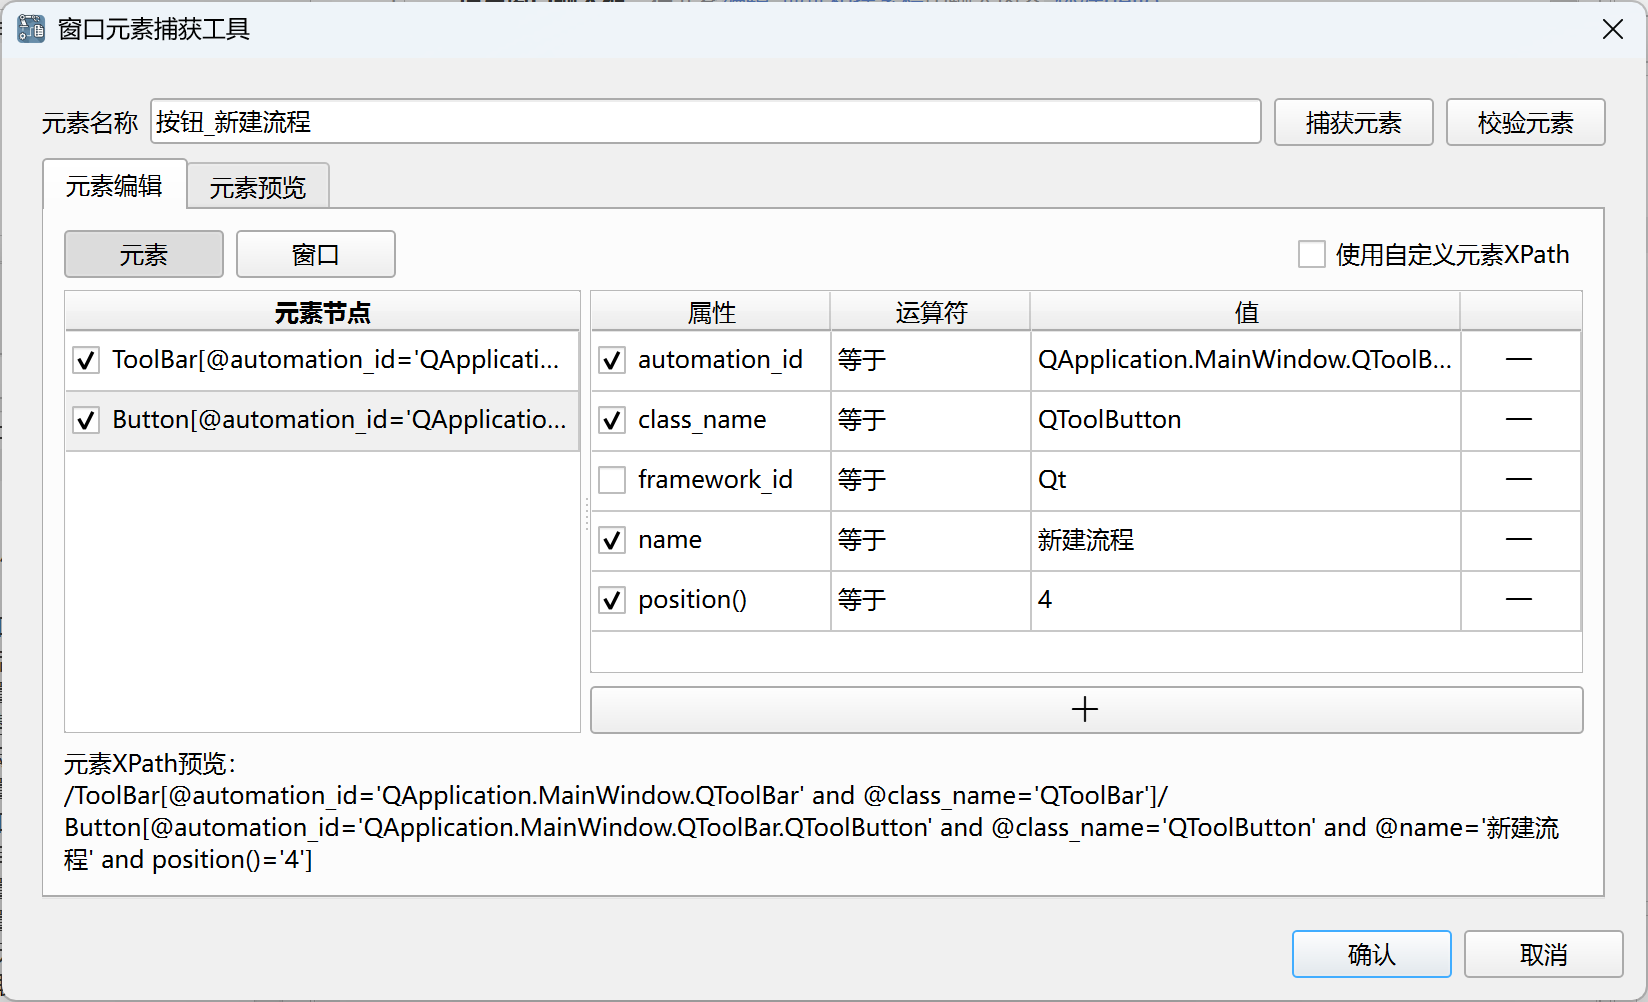 窗口元素捕获工具
元素名称 按钮_新建流程 捕获元素 校验元素
元素编辑 元素预览
元素 窗口 使用自定义元素XPath
元素节点 属性 运算符 值
ToolBar[@automation_id='QApplicati... automation_id 等于 QApplication.MainWindow.QToolB...
Button[@automation_id='QApplicatio... class_name 等于 QToolButton
framework_id 等于 Qt
name 等于 新建流程
position() 等于 4
元素XPath预览：
/ToolBar[@automation_id='QApplication.MainWindow.QToolBar' and @class_name='QToolBar']/
Button[@automation_id='QApplication.MainWindow.QToolBar.QToolButton' and @class_name='QToolButton' and @name='新建流
程' and position()='4']
确认 取消